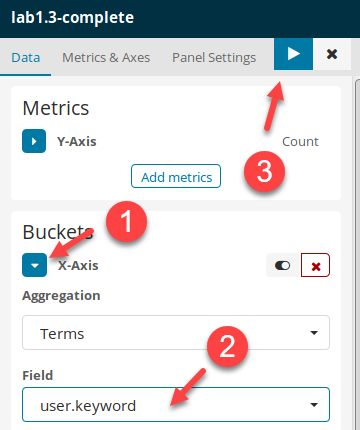 lab1.3-complete
Data Metrics & Axes Panel Settings
Metrics
Y-Axis Count
3
Add metrics
1
Buckets
X-Axis
Aggregation
Terms
2
Field
user.keyword